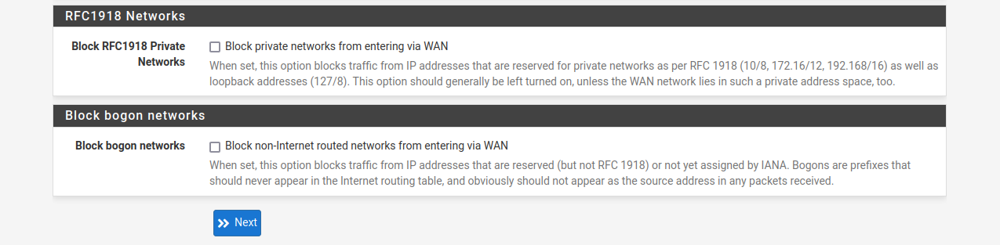 RFC1918 Networks
Block RFC1918 Private
Networks
Block private networks from entering via WAN
When set, this option blocks traffic from IP addresses that are reserved for private networks as per RFC 1918 (10/8, 172.16/12, 192.168/16) as well as
loopback addresses (127/8). This option should generally be left turned on, unless the WAN network lies in such a private address space, too.
Block bogon networks
Block bogon networks
Block non-Internet routed networks from entering via WAN
When set, this option blocks traffic from IP addresses that are reserved (but not RFC 1918) or not yet assigned by IANA. Bogons are prefixes that
should never appear in the Internet routing table, and obviously should not appear as the source address in any packets received.
Next